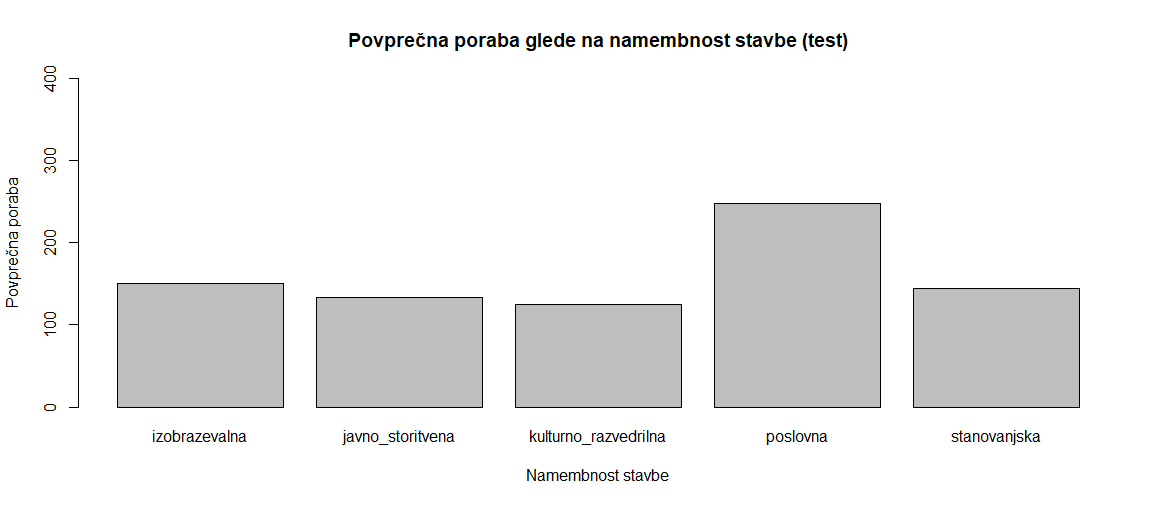 Povprečna poraba glede na namembnost stavbe (test)
Povprečna poraba
400
300
200
100
0
izobrazevalna javno_storitvena kulturno_razvedrilna poslovna stanovanjska
Namembnost stavbe